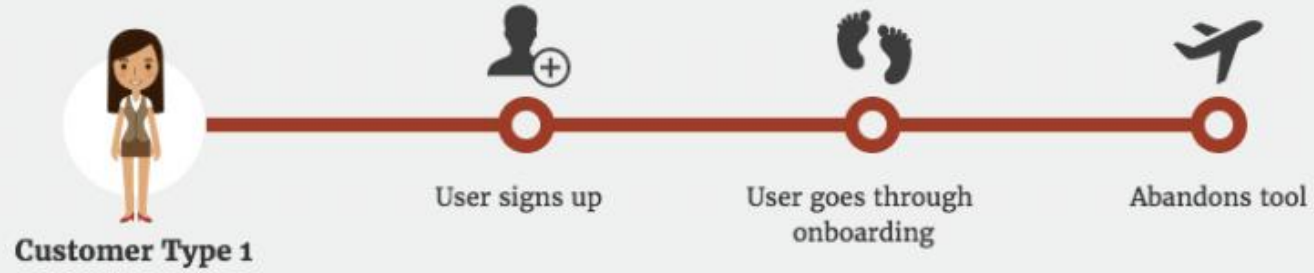 User signs up
User goes through
onboarding
Abandons tool
Customer Type 1